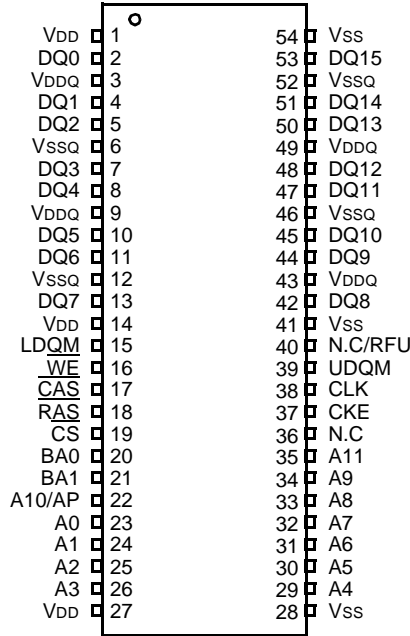 VDD 1 54 VSS
DQ0 2 53 DQ15
VDDQ 3 52 VSSQ
DQ1 4 51 DQ14
DQ2 5 50 DQ13
VSSQ 6 49 VDDQ
DQ3 7 48 DQ12
DQ4 8 47 DQ11
VDDQ 9 46 VSSQ
DQ5 10 45 DQ10
DQ6 11 44 DQ9
VSSQ 12 43 VDDQ
DQ7 13 42 DQ8
VDD 14 41 VSS
LDQM 15 40 N.C/RFU
WE 16 39 UDQM
CAS 17 38 CLK
RAS 18 37 CKE
CS 19 36 N.C
BA0 20 35 A11
BA1 21 34 A9
A10/AP 22 33 A8
A0 23 32 A7
A1 24 31 A6
A2 25 30 A5
A3 26 29 A4
VDD 27 28 VSS